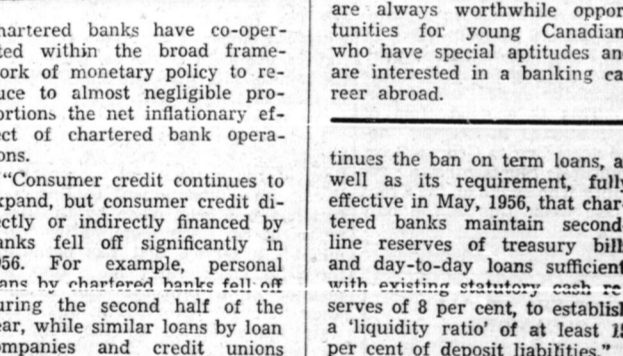 hartered banks have co-oper-
ted within the broad frame-
ork of monetary policy to re-
uce to almost negligible pro-
ortions the net inflationary ef-
ect of chartered bank opera-
ons.
"Consumer credit continues to
xpand, but consumer credit di-
ectly or indirectly financed by
anks fell off significantly in
956. For example, personal
ans by chartered banks fell off
uring the second half of the
ear, while similar loans by loan
ompanies and credit unions
are always worthwhile oppor
tunities for young Canadian
who have special aptitudes an
are interested in a banking ca
reer abroad.
tinues the ban on term loans, a
well as its requirement, fully
effective in May, 1956, that char
tered banks maintain second
line reserves of treasury bill
and day-to-day loans sufficient
with existing statutory cash re
serves of 8 per cent, to establis
a 'liquidity ratio' of at least 15
per cent of deposit liabilities."